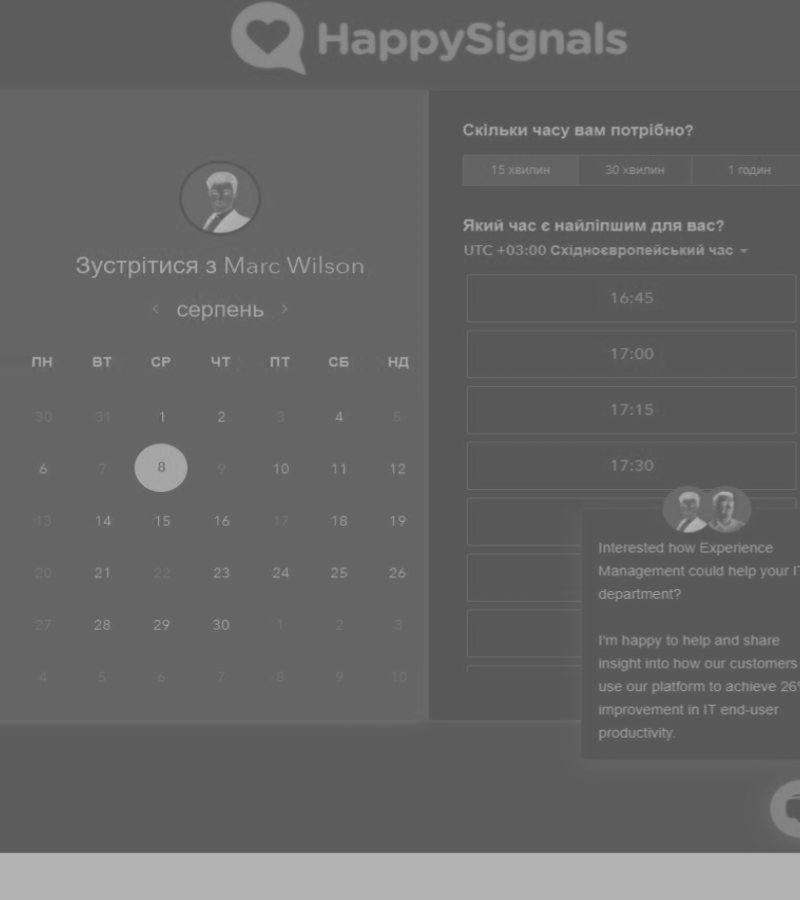 HappySignals
Зустрітися з Marc Wilson
серпень
ПН ВТ СР ЧТ ПТ СБ НД
30 31 1 2 3 4 5
6 7 8 9 10 11 12
13 14 15 16 17 18 19
20 21 22 23 24 25 26
27 28 29 30 1 2 3
4 5 6 7 8 9 10
Скільки часу вам потрібно?
15 хвилин 30 хвилин 1 годин
Який час є найліпшим для вас?
UTC +03:00 Східноєвропейський час
16:45
17:00
17:15
17:30
Interested how Experience
Management could help your
department?
I'm happy to help and share
insight into how our customers
use our platform to achieve
improvement in IT end-user
productivity.